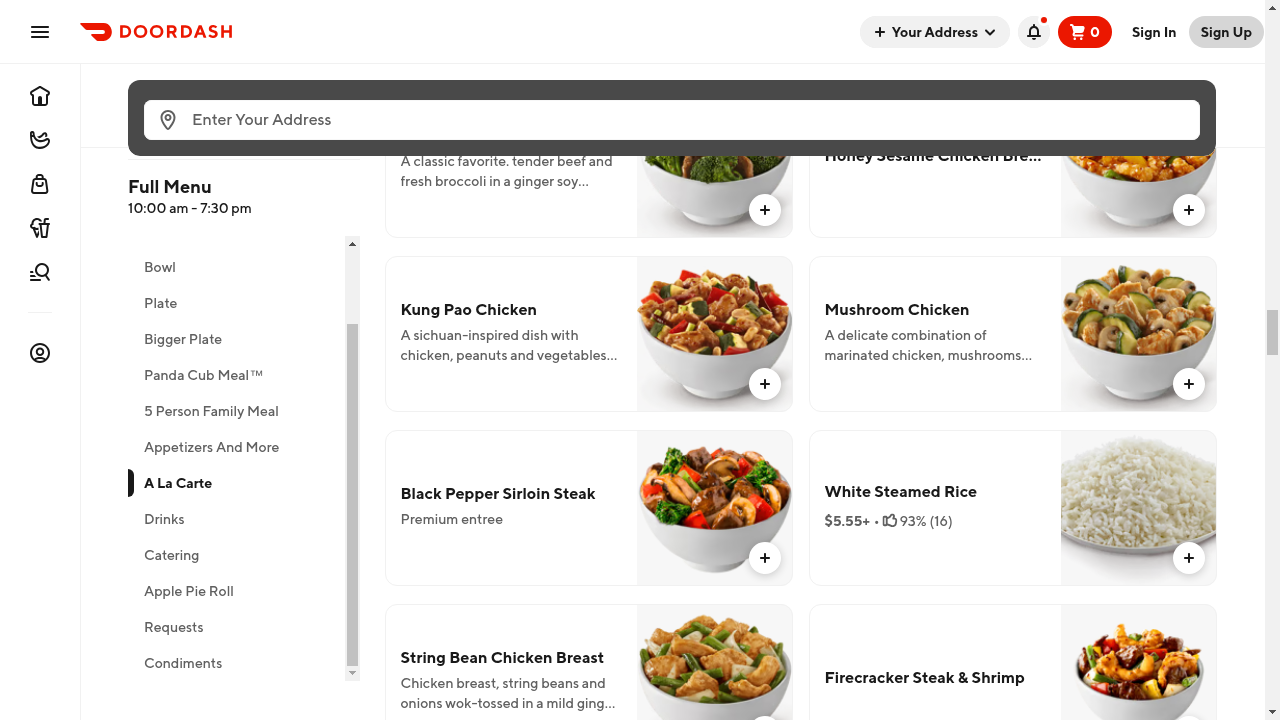 DOORDASH
Your Address
0
Sign In
Sign Up
Enter Your Address
Full Menu
10:00 am - 7:30 pm
Bowl
Plate
Bigger Plate
Panda Cub Meal™
5 Person Family Meal
Appetizers And More
A La Carte
Drinks
Catering
Apple Pie Roll
Requests
Condiments
A classic favorite. tender beef and
fresh broccoli in a ginger soy...
Honey Sesame Chicken Bre...
Kung Pao Chicken
A sichuan-inspired dish with
chicken, peanuts and vegetables...
Mushroom Chicken
A delicate combination of
marinated chicken, mushrooms...
Black Pepper Sirloin Steak
Premium entree
White Steamed Rice
$5.55+ • 93% (16)
String Bean Chicken Breast
Chicken breast, string beans and
onions wok-tossed in a mild ging...
Firecracker Steak & Shrimp